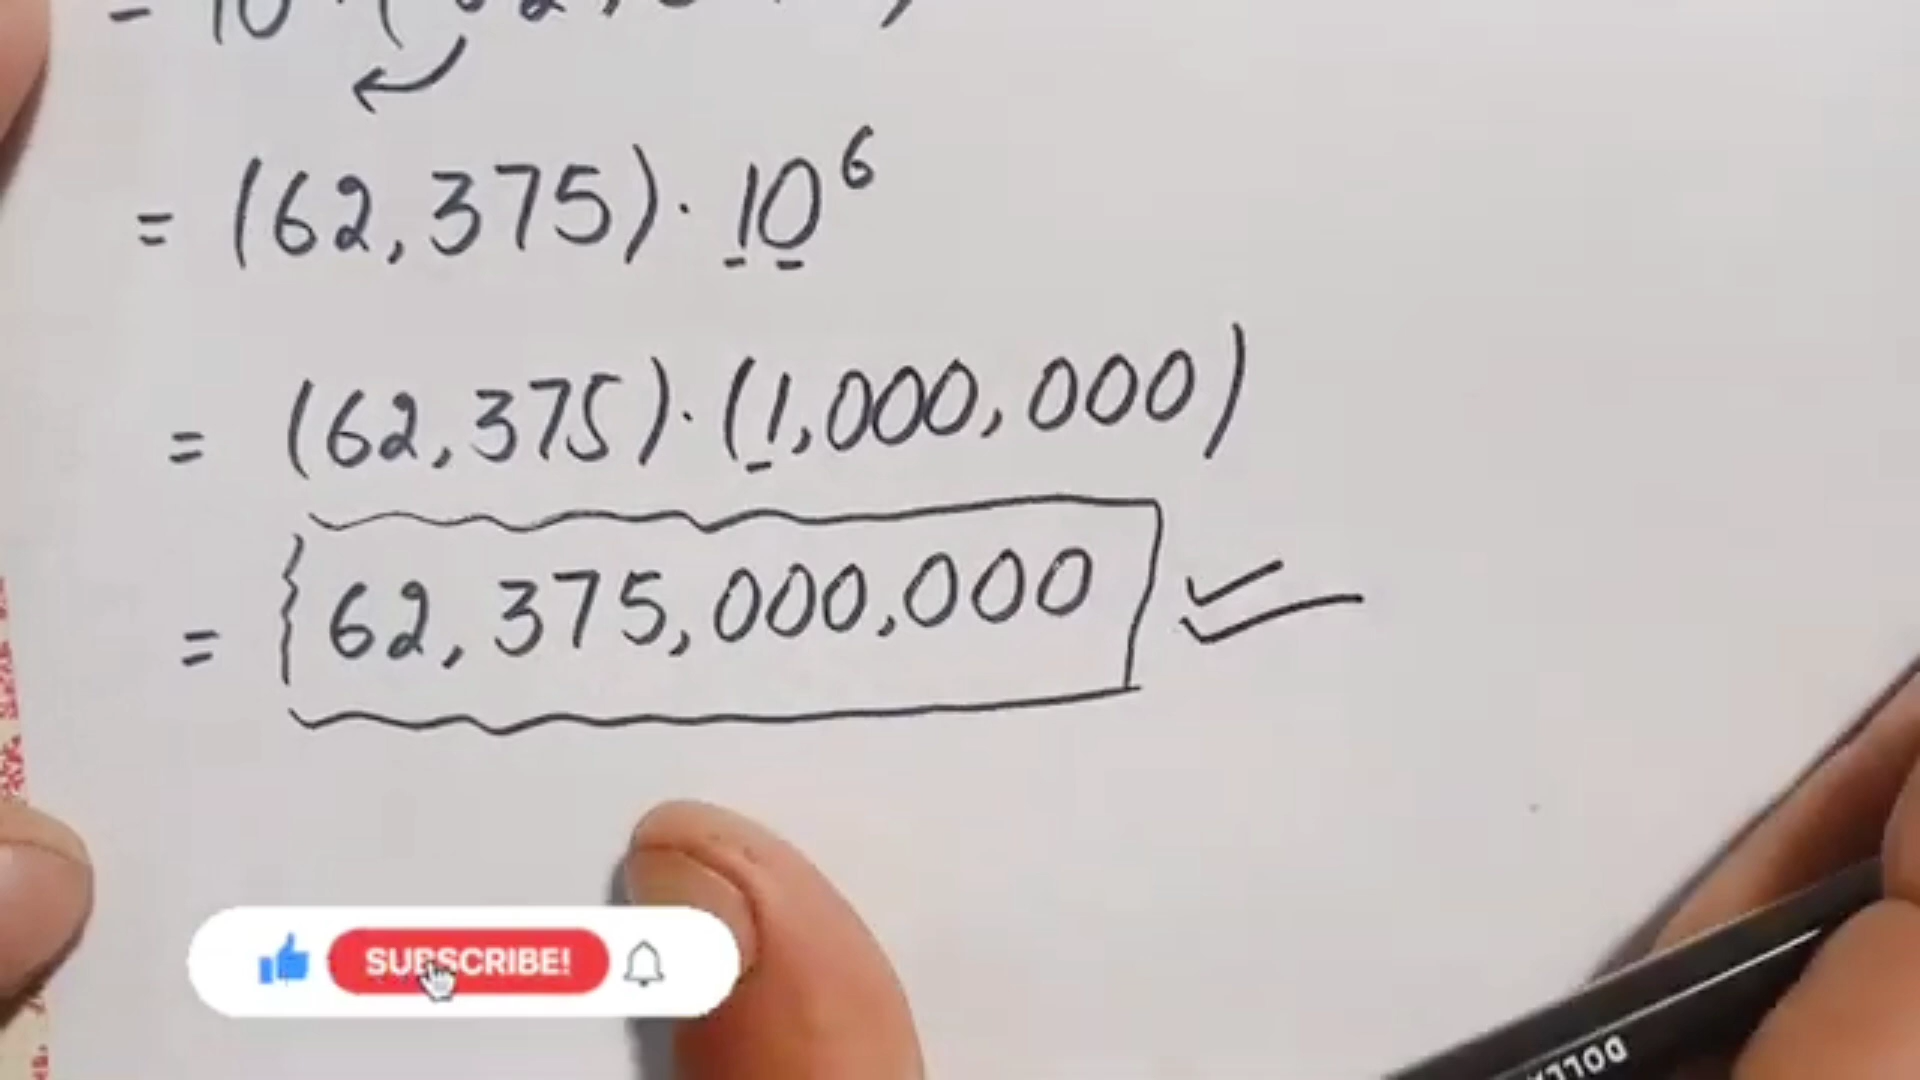 = (62,375) · 10⁶
= (62,375) · (1,000,000)
= 62,375,000,000
SUBSCRIBE!